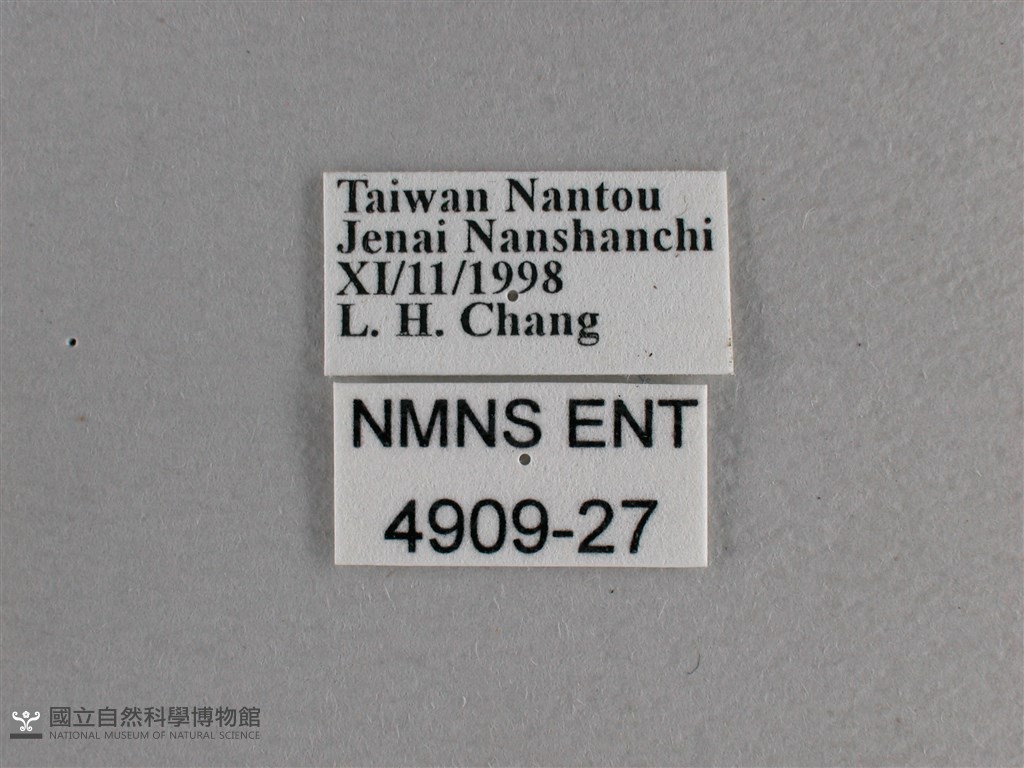 Taiwan Nantou
Jenai Nanshanchi
XI/11/1998
L. H. Chang
NMNS ENT
4909-27
國立自然科學博物館
NATIONAL MUSEUM OF NATURAL SCIENCE